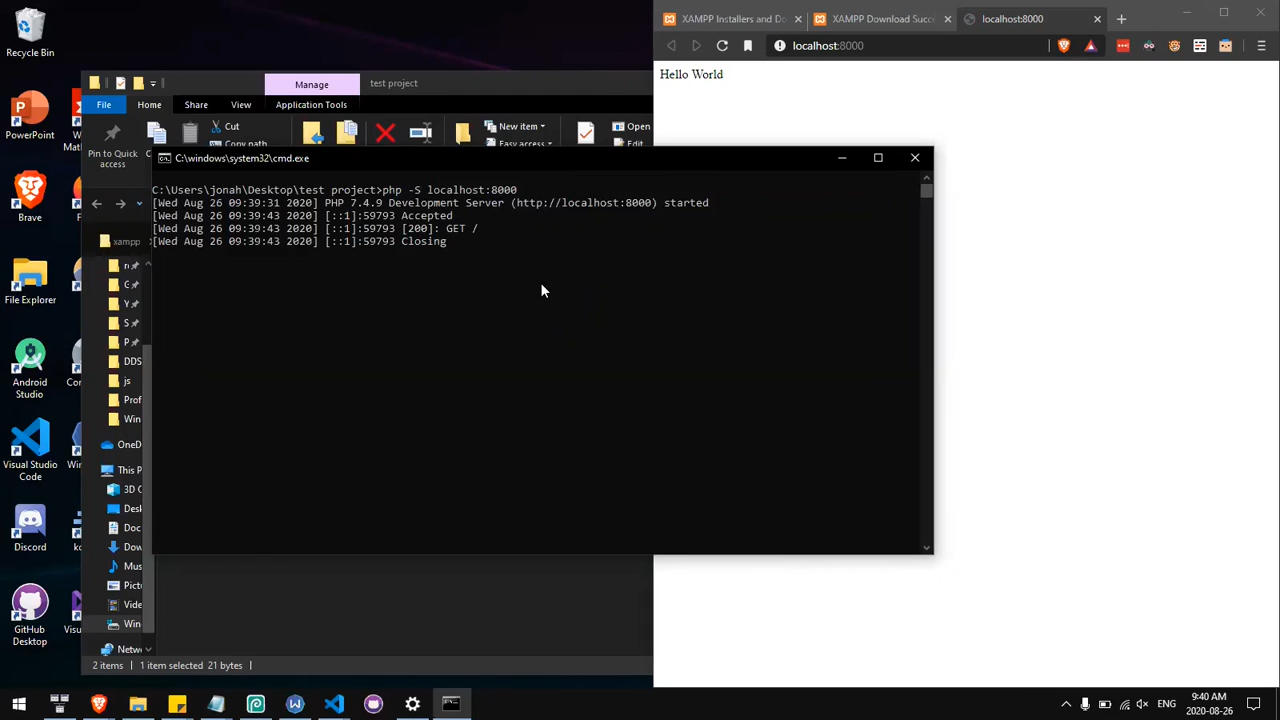 Recycle Bin
PowerPoint
Brave
File Explorer
Android
Studio
Visual Studio
Code
Discord
GitHub
Desktop
Manage
test project
File
Home
Share
View
Application Tools
Pin to Quick
access
Cut
Copy path
New item
Easy access
Open
Edit
xampp
DDS
js
Prof
Win
OneD
This P
3D C
Desk
Doc
Dow
Mus
Pictu
Vide
Win
Netwo
2 items
1 item selected 21 bytes
C:\windows\system32\cmd.exe
C:\Users\jonah\Desktop\test project>php -S localhost:8000
[Wed Aug 26 09:39:31 2020] PHP 7.4.9 Development Server (http://localhost:8000) started
[Wed Aug 26 09:39:43 2020] [::1]:59793 Accepted
[Wed Aug 26 09:39:43 2020] [::1]:59793 [200]: GET /
[Wed Aug 26 09:39:43 2020] [::1]:59793 Closing
XAMPP Installers and Do
XAMPP Download Succ
localhost:8000
localhost:8000
Hello World
ENG
9:40 AM
2020-08-26